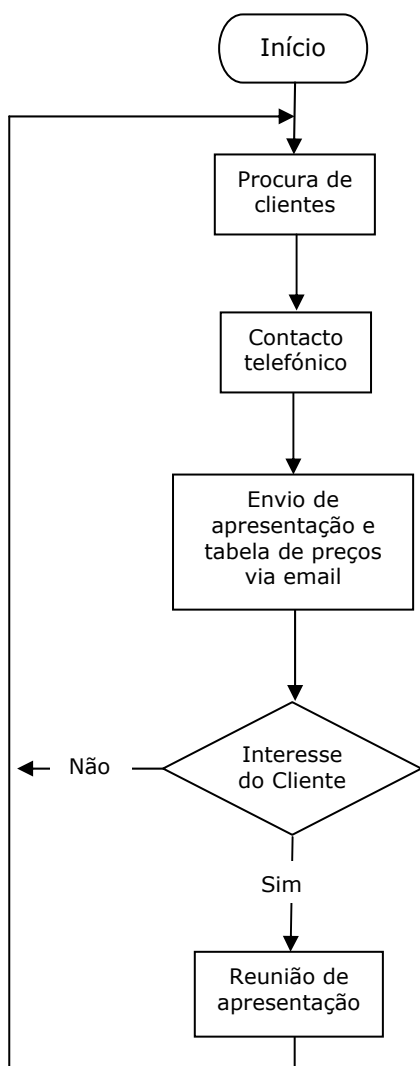 Início
Procura de
clientes
Contacto
telefónico
Envio de
apresentação e
tabela de preços
via email
Interesse
do Cliente
Não
Sim
Reunião de
apresentação